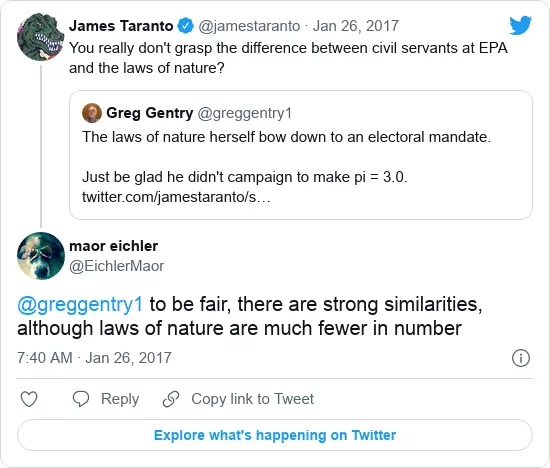 James Taranto @jamestaranto · Jan 26, 2017
You really don't grasp the difference between civil servants at EPA
and the laws of nature?
Greg Gentry @greggentry1
The laws of nature herself bow down to an electoral mandate.
Just be glad he didn't campaign to make pi = 3.0.
twitter.com/jamestaranto/s…
maor eichler
@EichlerMaor
@greggentry1 to be fair, there are strong similarities,
although laws of nature are much fewer in number
7:40 AM · Jan 26, 2017
Reply
Copy link to Tweet
Explore what's happening on Twitter